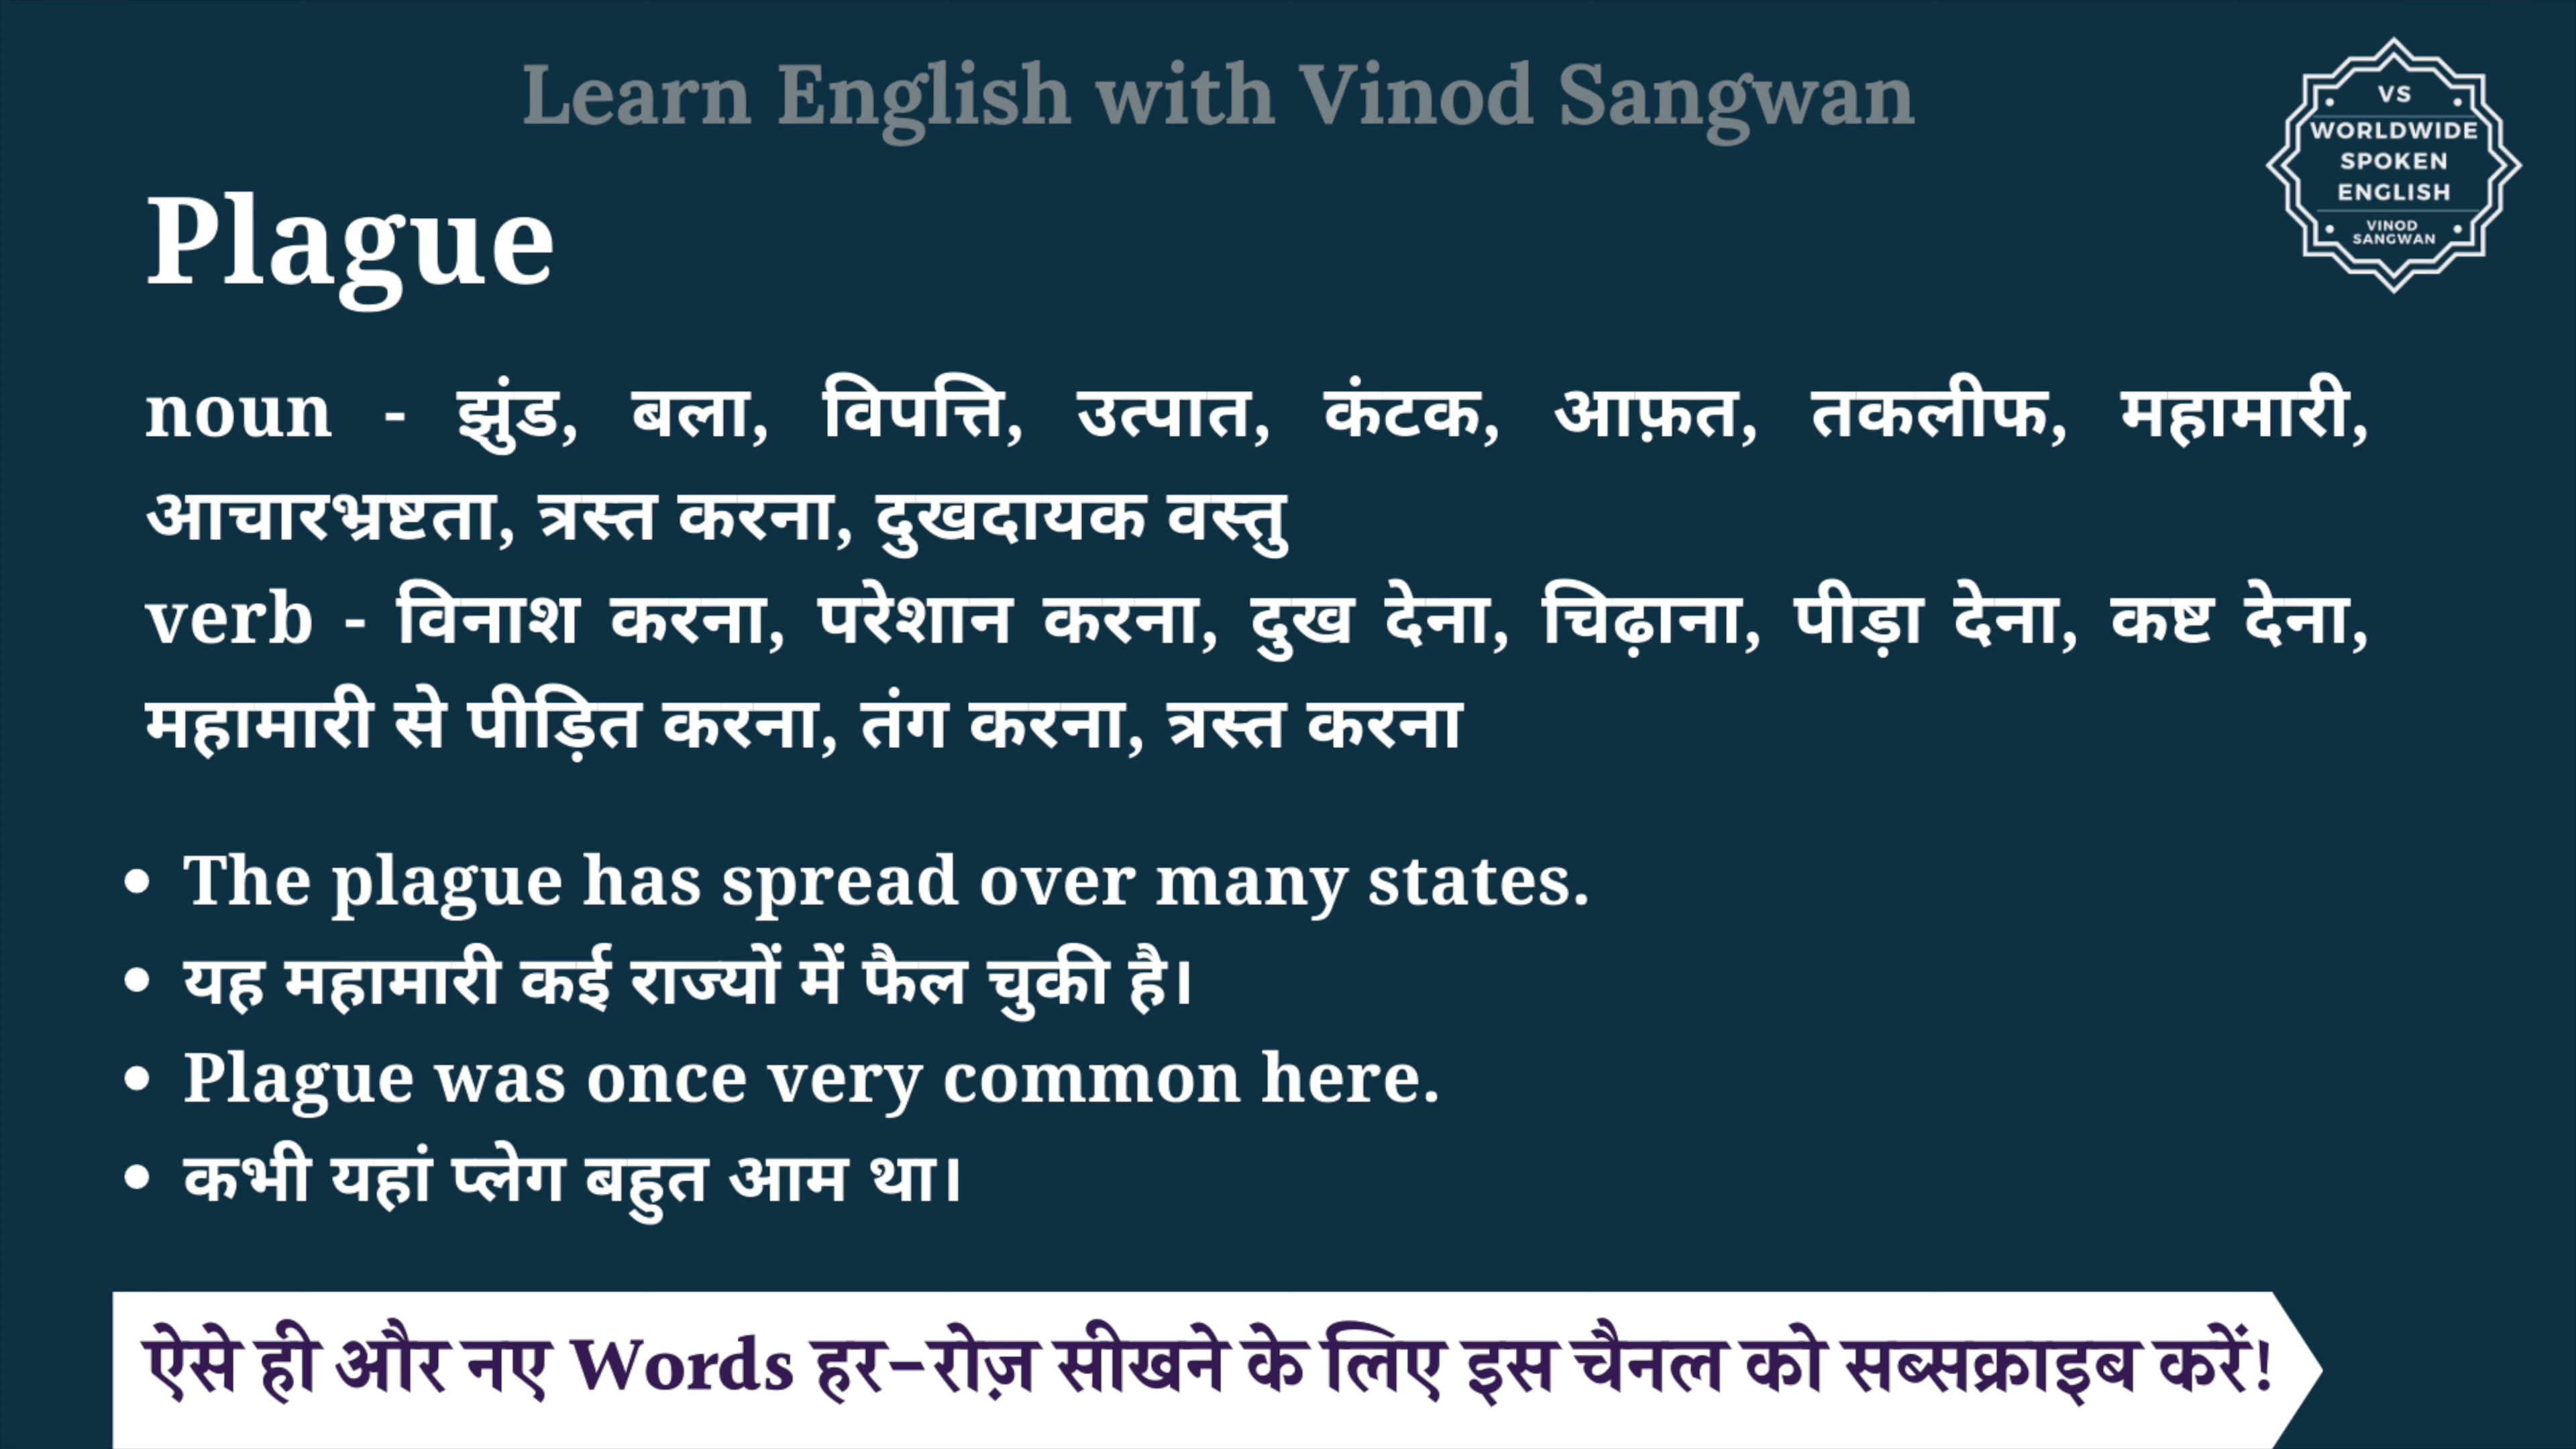 Learn English with Vinod Sangwan
VS
WORLDWIDE
SPOKEN
ENGLISH
VINOD
SANGWAN
Plague
noun - झुंड, बला, विपत्ति, उत्पात, कंटक, आफ़त, तकलीफ, महामारी,
आचारभ्रष्टता, त्रस्त करना, दुखदायक वस्तु
verb - विनाश करना, परेशान करना, दुख देना, चिढ़ाना, पीड़ा देना, कष्ट देना,
महामारी से पीड़ित करना, तंग करना, त्रस्त करना
• The plague has spread over many states.
• यह महामारी कई राज्यों में फैल चुकी है।
• Plague was once very common here.
• कभी यहां प्लेग बहुत आम था।
ऐसे ही और नए Words हर-रोज़ सीखने के लिए इस चैनल को सब्सक्राइब करें!